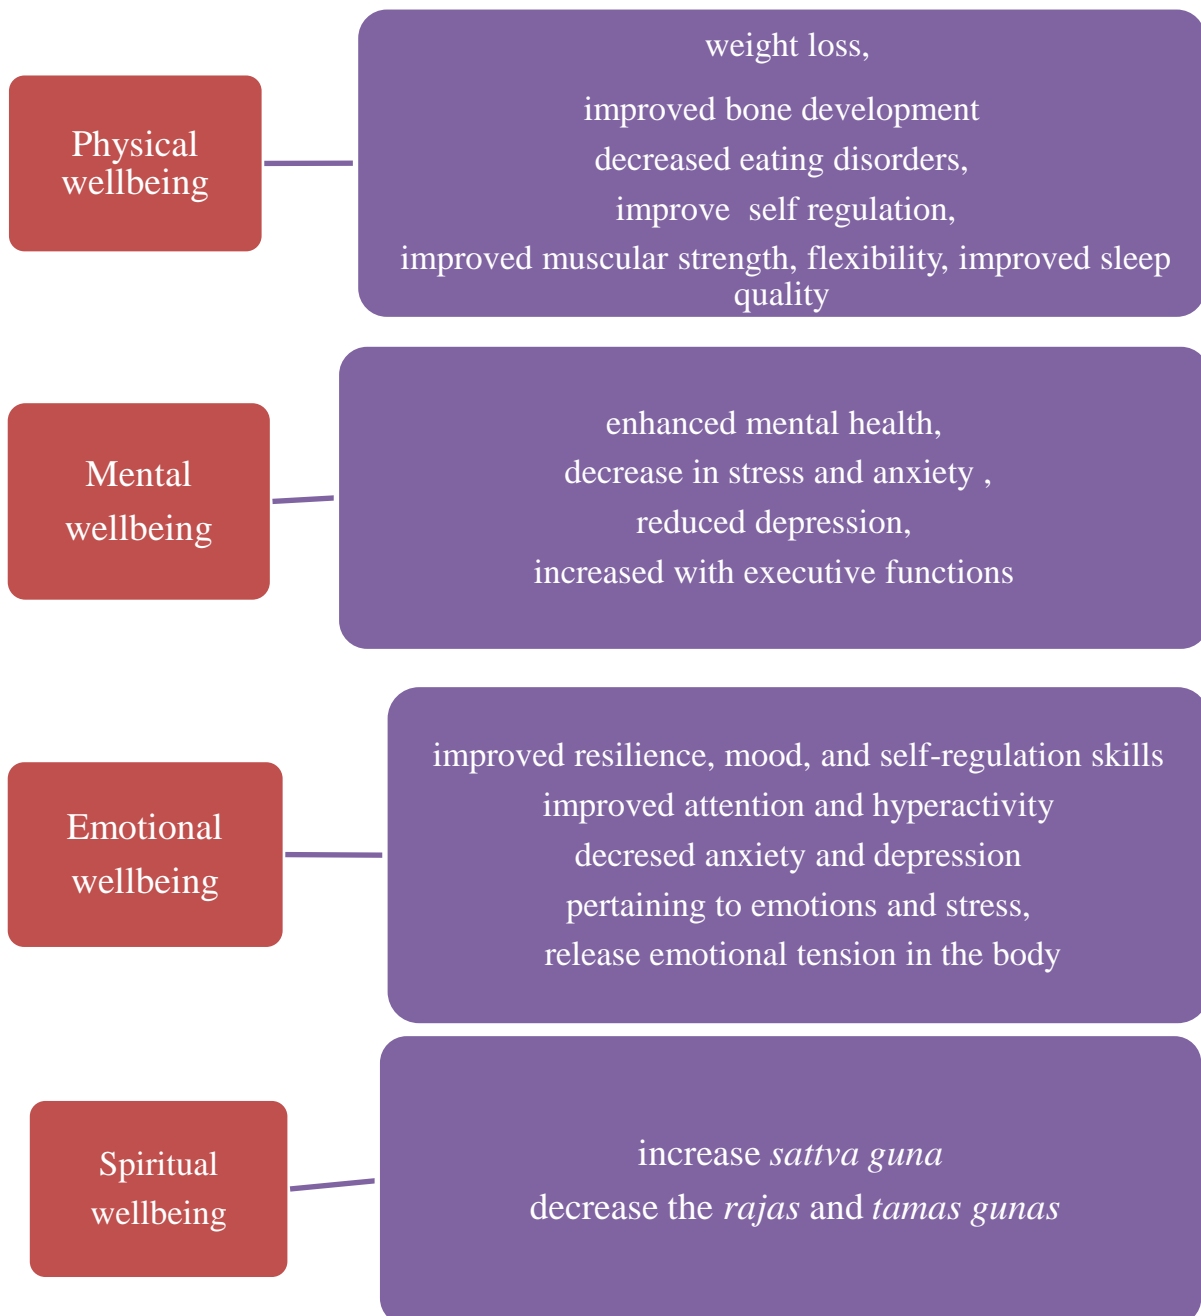 Physical
wellbeing
weight loss,
improved bone development
decreased eating disorders,
improve  self regulation,
improved muscular strength, flexibility, improved sleep
quality
Mental
wellbeing
enhanced mental health,
decrease in stress and anxiety ,
reduced depression,
increased with executive functions
Emotional
wellbeing
improved resilience, mood, and self-regulation skills
improved attention and hyperactivity
decresed anxiety and depression
pertaining to emotions and stress,
release emotional tension in the body
Spiritual
wellbeing
increase sattva guna
decrease the rajas and tamas gunas